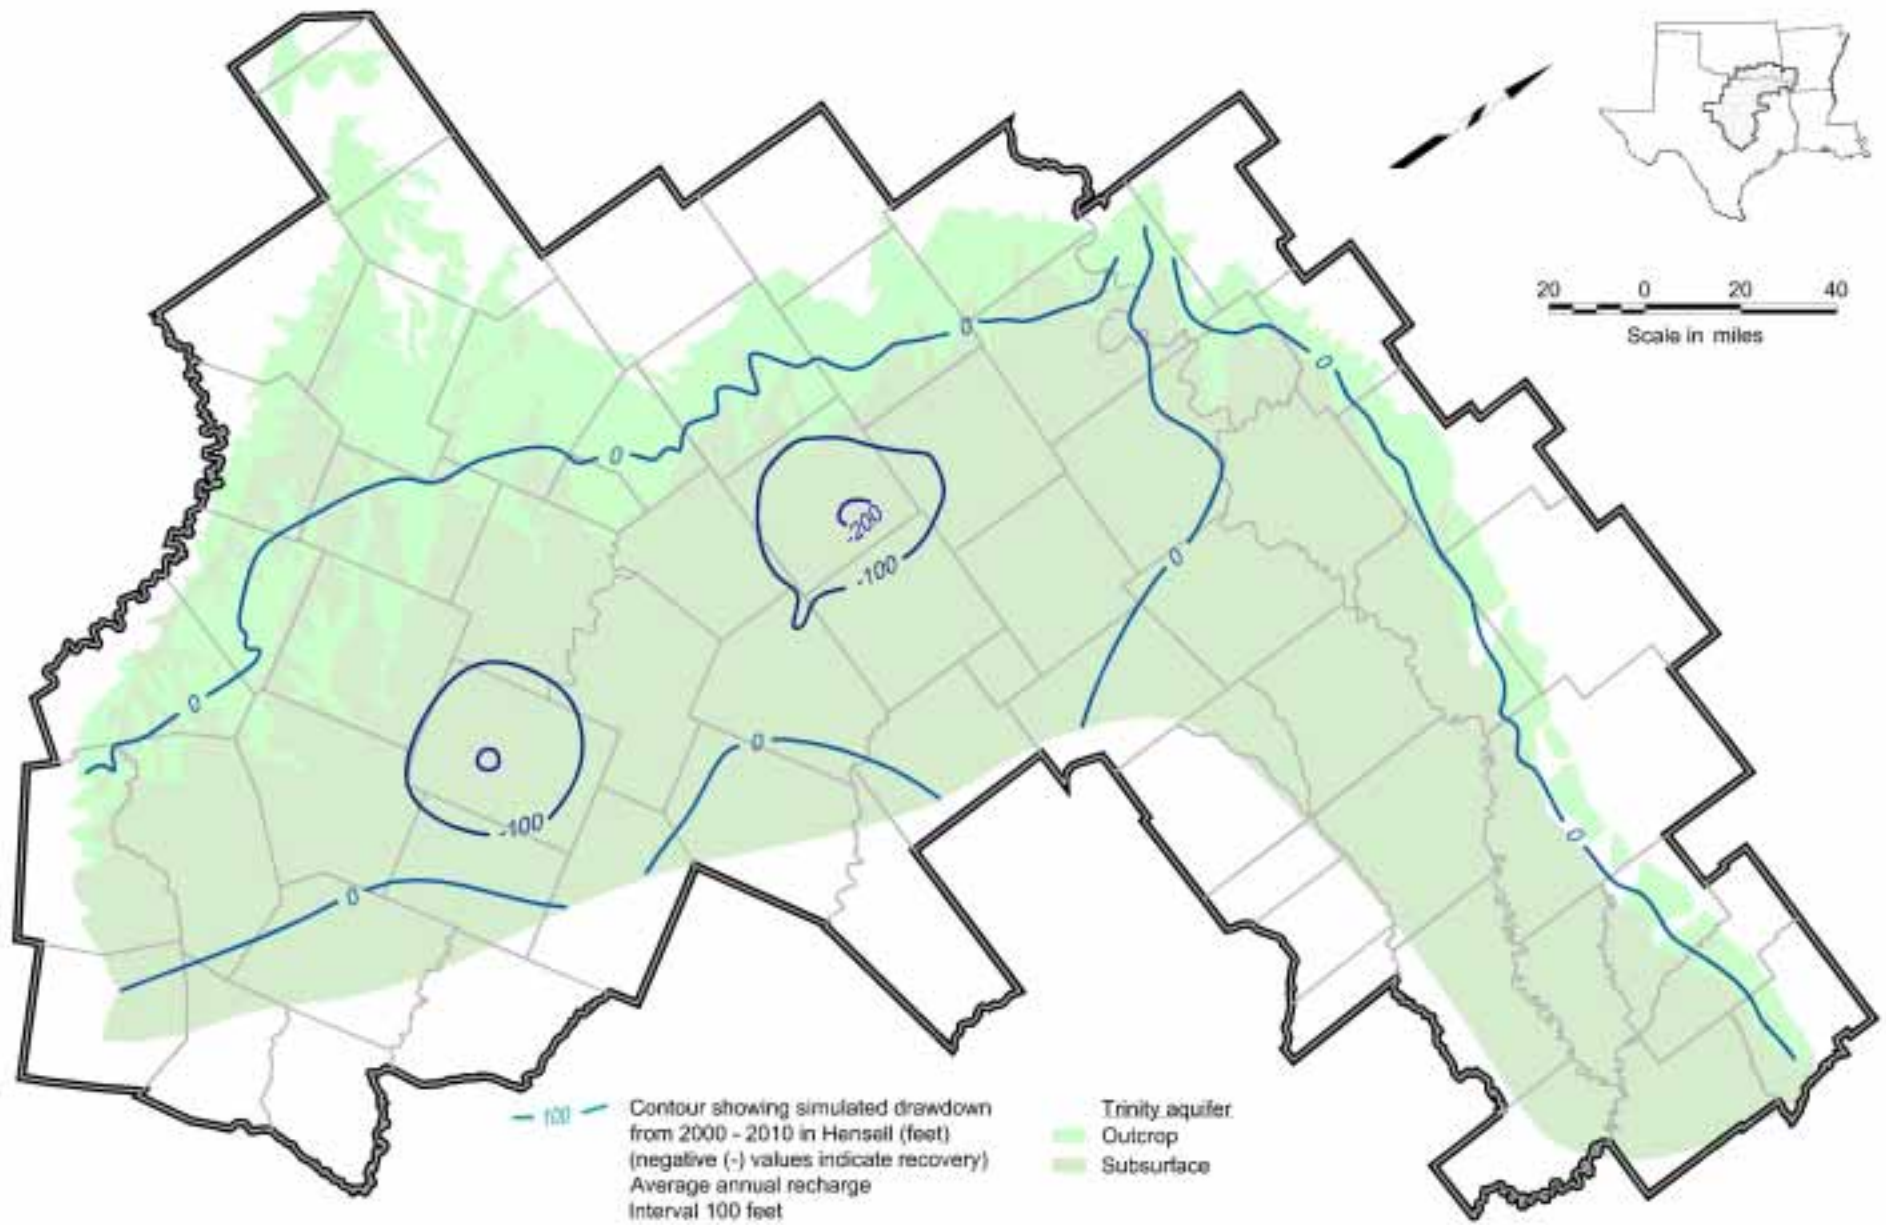 20 0 20 40
Scale in miles
0
0
0
0
-200
-100
0
0
0
-100
0
0
100
Contour showing simulated drawdown
from 2000 - 2010 in Hensell (feet)
(negative (-) values indicate recovery)
Average annual recharge
Interval 100 feet
Trinity aquifer
Outcrop
Subsurface